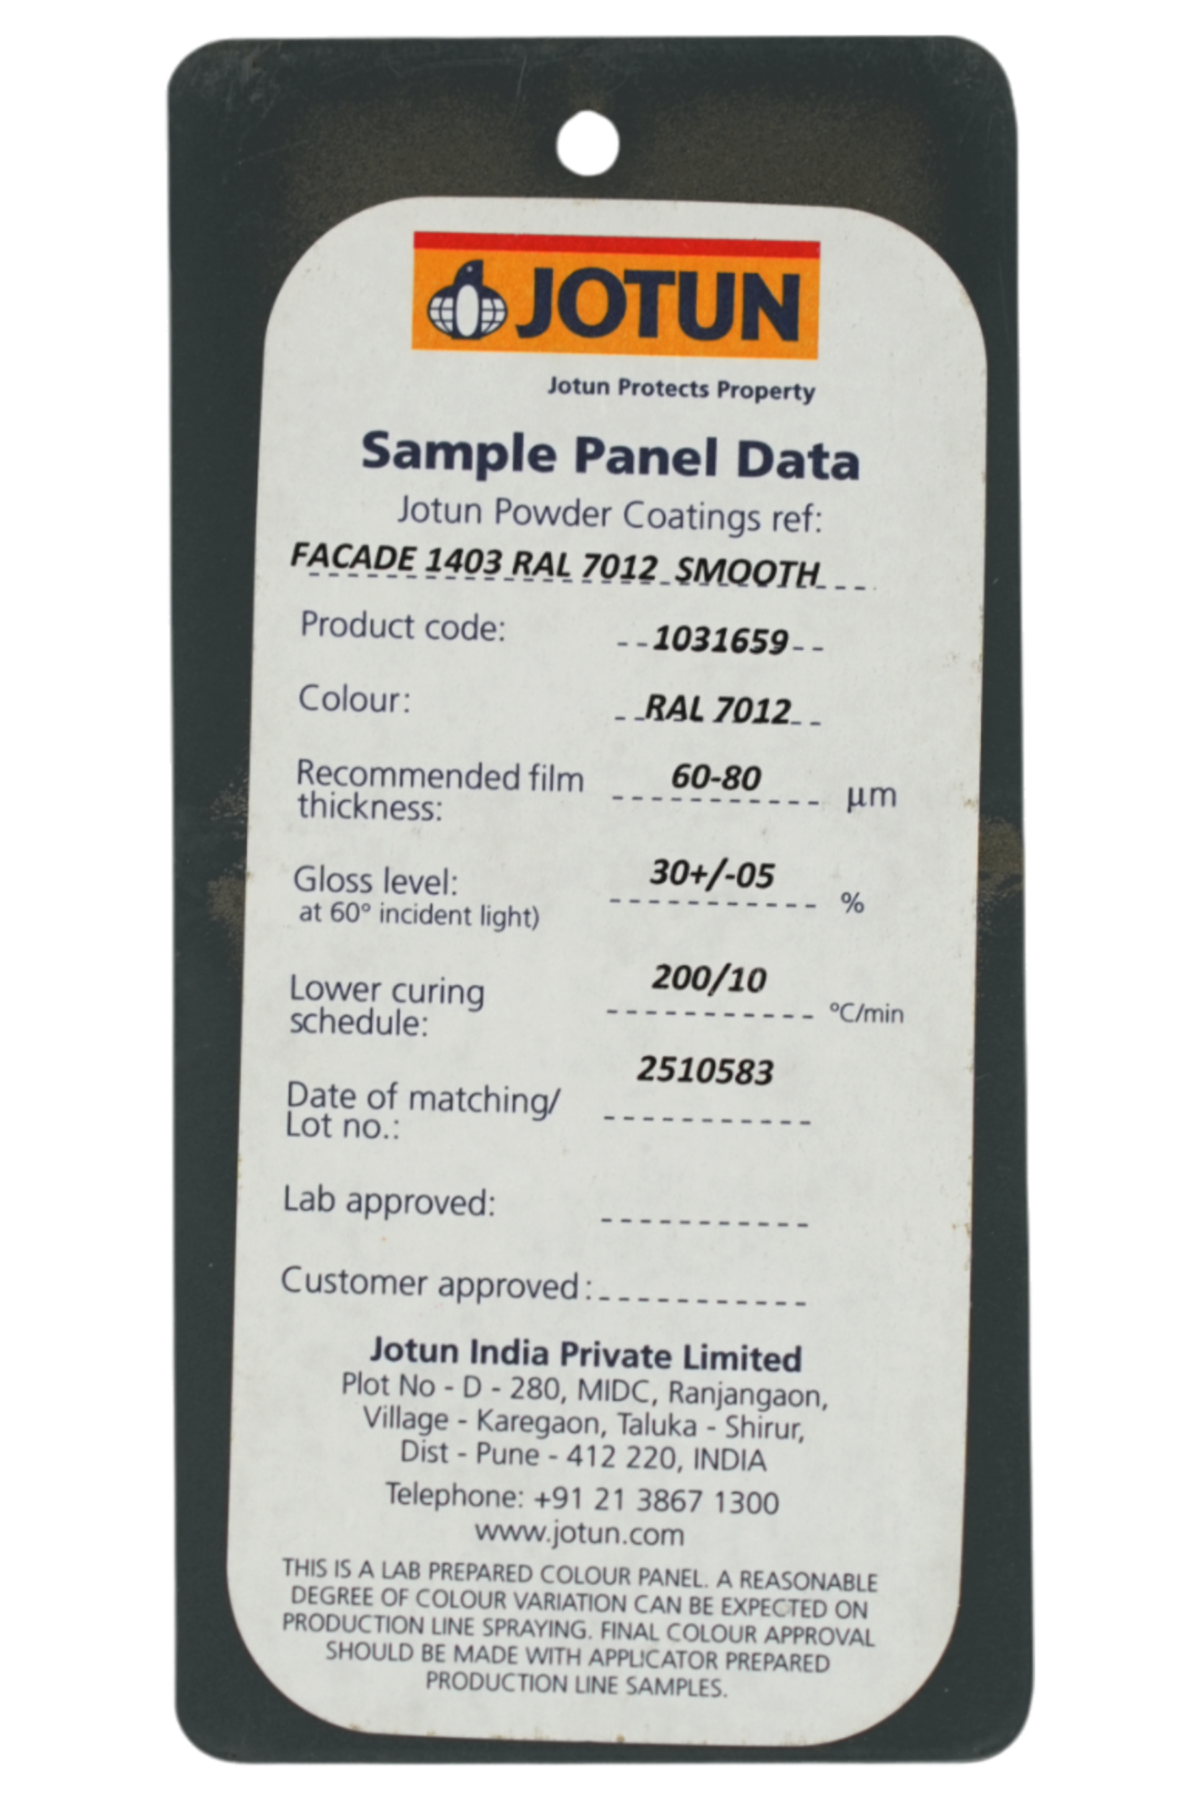 JOTUN
Jotun Protects Property
Sample Panel Data
Jotun Powder Coatings ref:
FACADE 1403 RAL 7012 SMOOTH
Product code: 1031659
Colour: RAL 7012
Recommended film
thickness: 60-80 µm
Gloss level: 30+/-05 %
at 60° incident light)
Lower curing
schedule: 200/10 °C/min
Date of matching/
Lot no.: 2510583
Lab approved:
Customer approved :
Jotun India Private Limited
Plot No - D - 280, MIDC, Ranjangaon,
Village - Karegaon, Taluka - Shirur,
Dist - Pune - 412 220, INDIA
Telephone: +91 21 3867 1300
www.jotun.com
THIS IS A LAB PREPARED COLOUR PANEL. A REASONABLE
DEGREE OF COLOUR VARIATION CAN BE EXPECTED ON
PRODUCTION LINE SPRAYING. FINAL COLOUR APPROVAL
SHOULD BE MADE WITH APPLICATOR PREPARED
PRODUCTION LINE SAMPLES.